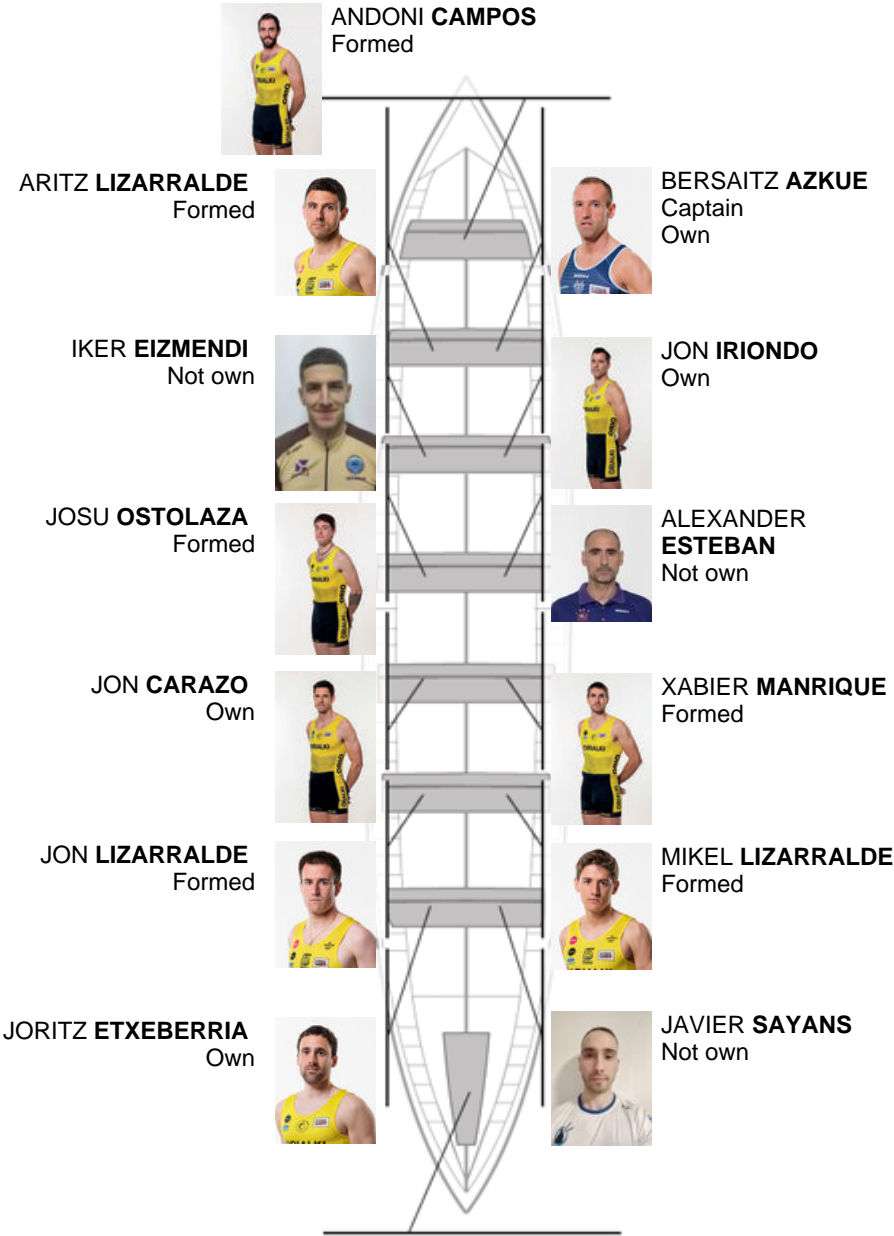 ANDONI CAMPOS
Formed
ARITZ LIZARRALDE
Formed
BERSAITZ AZKUE
Captain
Own
IKER EIZMENDI
Not own
JON IRIONDO
Own
JOSU OSTOLAZA
Formed
ALEXANDER
ESTEBAN
Not own
JON CARAZO
Own
XABIER MANRIQUE
Formed
JON LIZARRALDE
Formed
MIKEL LIZARRALDE
Formed
JORITZ ETXEBERRIA
Own
JAVIER SAYANS
Not own